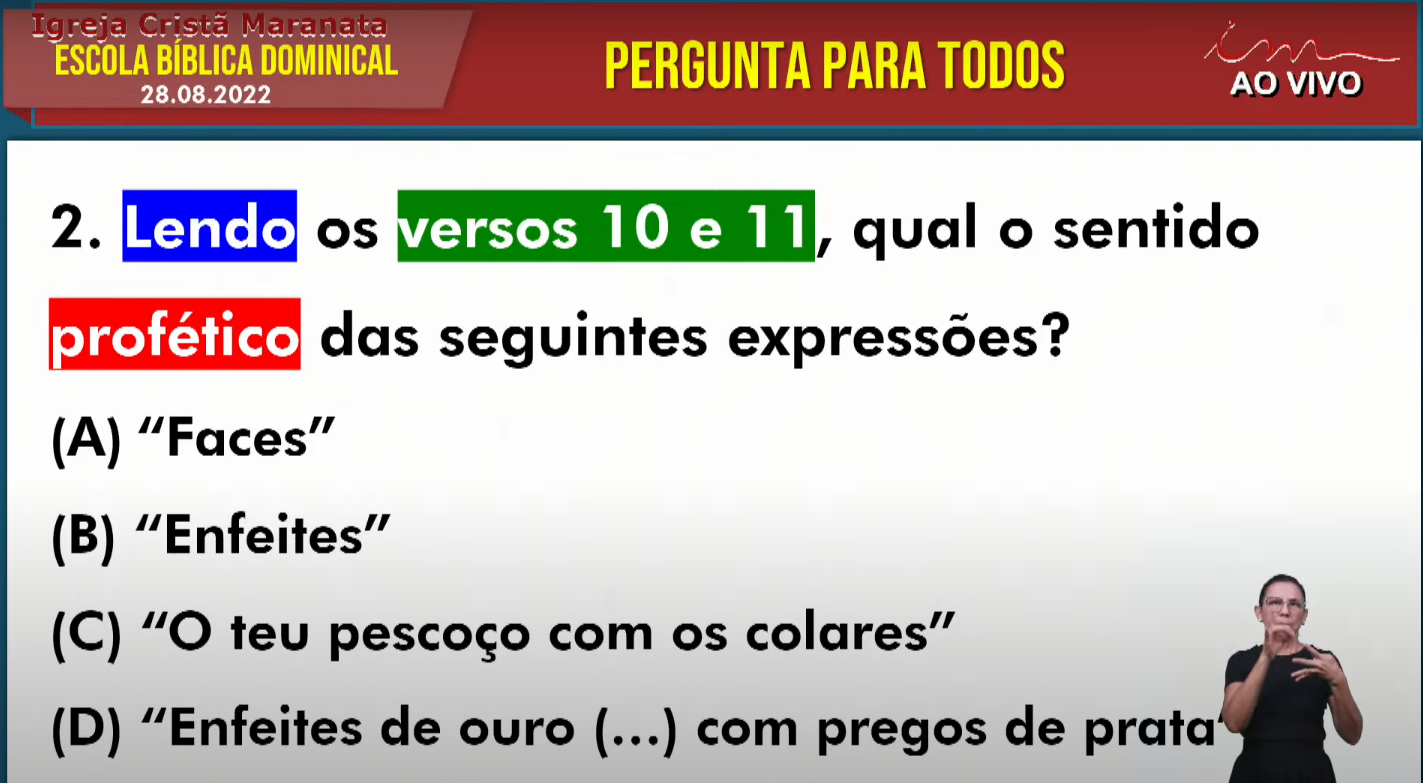 Igreja Cristã Maranata
ESCOLA BÍBLICA DOMINICAL
28.08.2022
PERGUNTA PARA TODOS
AO VIVO
2. Lendo os versos 10 e 11, qual o sentido
profético das seguintes expressões?
(A) “Faces”
(B) “Enfeites”
(C) “O teu pescoço com os colares”
(D) “Enfeites de ouro (...) com pregos de prata”